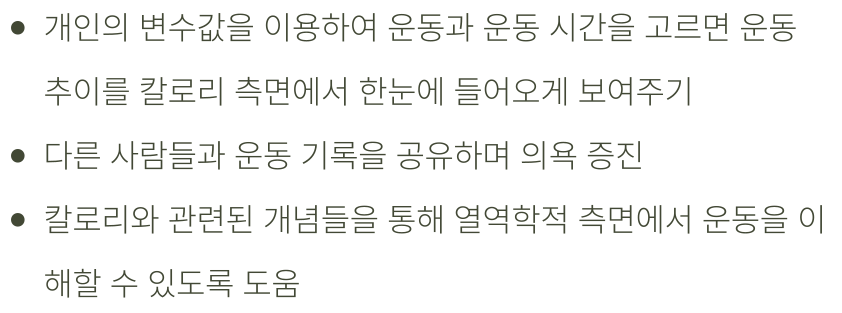 ● 개인의 변수값을 이용하여 운동과 운동 시간을 고르면 운동
추이를 칼로리 측면에서 한눈에 들어오게 보여주기
● 다른 사람들과 운동 기록을 공유하며 의욕 증진
● 칼로리와 관련된 개념들을 통해 열역학적 측면에서 운동을 이
해할 수 있도록 도움